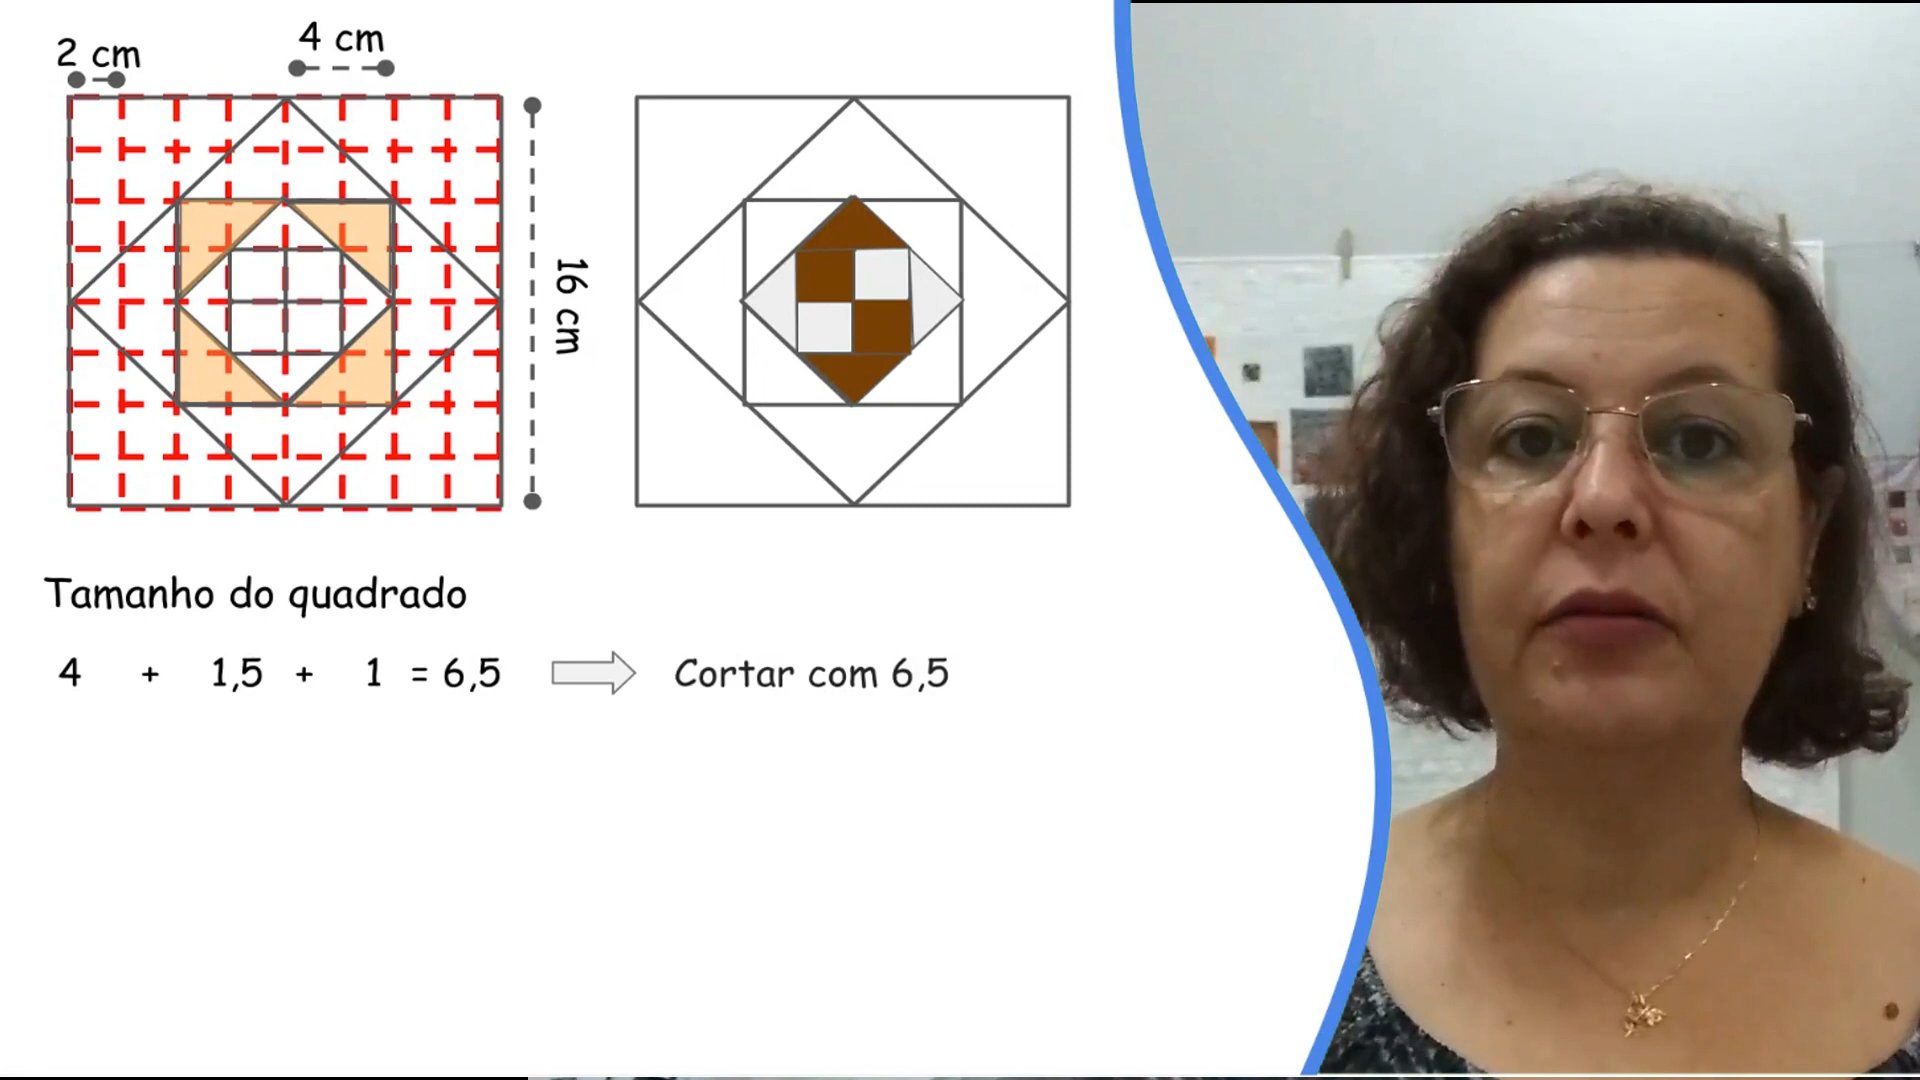 2 cm
4 cm
16 cm
Tamanho do quadrado
4 + 1,5 + 1 = 6,5 Cortar com 6,5